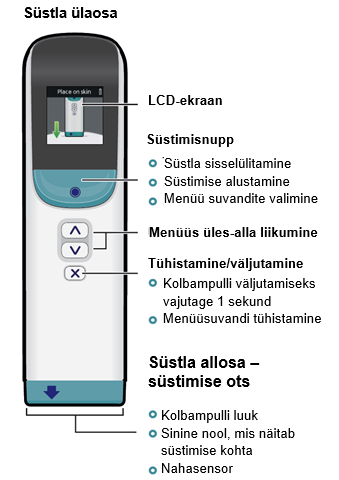 Süstla ülaosa
Place on skin
LCD-ekraan
Süstimisnupp
Süstla sisselülitamine
Süstimise alustamine
Menüü suvandite valimine
Menüüs üles-alla liikumine
Tühistamine/väljutamine
Kolbampulli väljutamiseks
vajutage 1 sekund
Menüüsuvandi tühistamine
Süstla allosa –
süstimise ots
Kolbampulli luuk
Sinine nool, mis näitab
süstimise kohta
Nahasensor